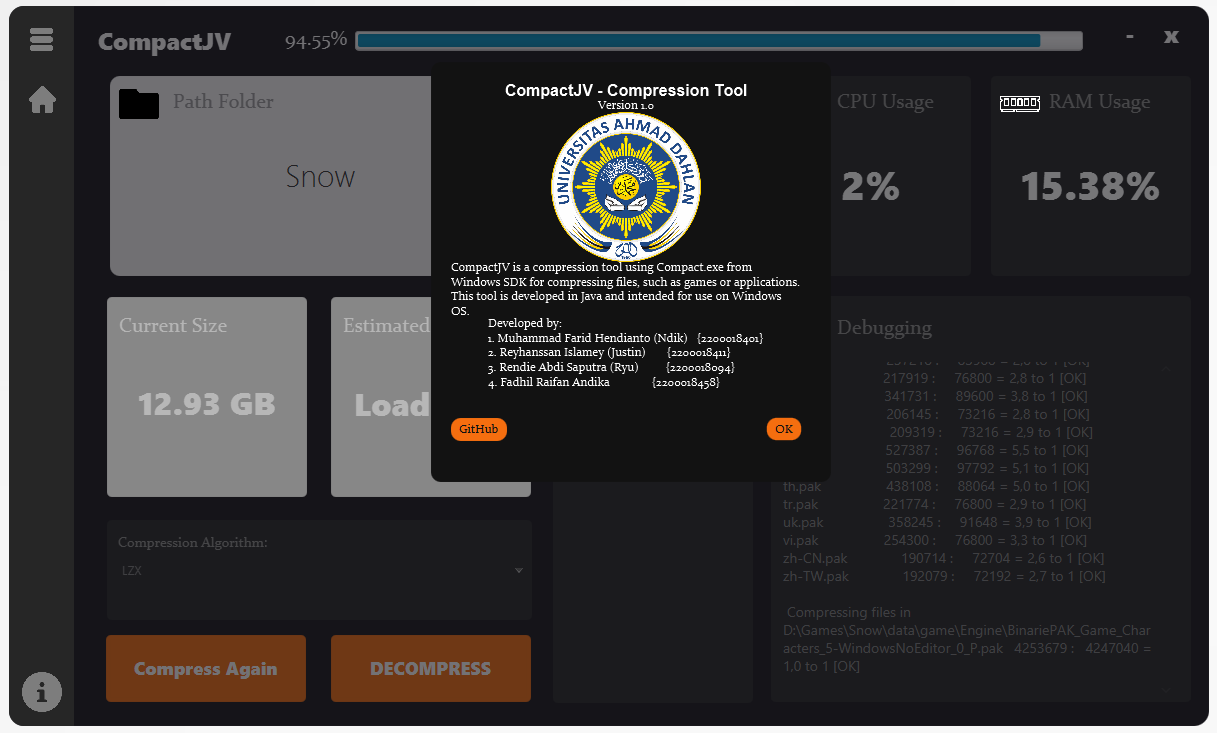 CompactJV
94.55%
-
x
Path Folder
Snow
CPU Usage
2%
RAM Usage
15.38%
CompactJV - Compression Tool
Version 1.0
UNIVERSITAS AHMAD DAHLAN
CompactJV is a compression tool using Compact.exe from
Windows SDK for compressing files, such as games or applications.
This tool is developed in Java and intended for use on Windows
OS.
Developed by:
1. Muhammad Farid Hendianto (Ndik) {2200018401}
2. Reyhanssan Islamey (Justin) {2200018411}
3. Rendie Abdi Saputra (Ryu) {2200018094}
4. Fadhil Raifan Andika {2200018458}
GitHub
OK
Current Size
12.93 GB
Estimated
Load
Debugging
217919 : 76800 = 2,8 to 1 [OK]
341731 : 89600 = 3,8 to 1 [OK]
206145 : 73216 = 2,8 to 1 [OK]
209319 : 73216 = 2,9 to 1 [OK]
527387 : 96768 = 5,5 to 1 [OK]
503299 : 97792 = 5,1 to 1 [OK]
th.pak 438108 : 88064 = 5,0 to 1 [OK]
tr.pak 221774 : 76800 = 2,9 to 1 [OK]
uk.pak 358245 : 91648 = 3,9 to 1 [OK]
vi.pak 254300 : 76800 = 3,3 to 1 [OK]
zh-CN.pak 190714 : 72704 = 2,6 to 1 [OK]
zh-TW.pak 192079 : 72192 = 2,7 to 1 [OK]
Compressing files in
D:\Games\Snow\data\game\Engine\BinariePAK_Game_Char
acters_5-WindowsNoEditor_0_P.pak 4253679 : 4247040 =
1,0 to 1 [OK]
Compression Algorithm:
LZX
Compress Again
DECOMPRESS